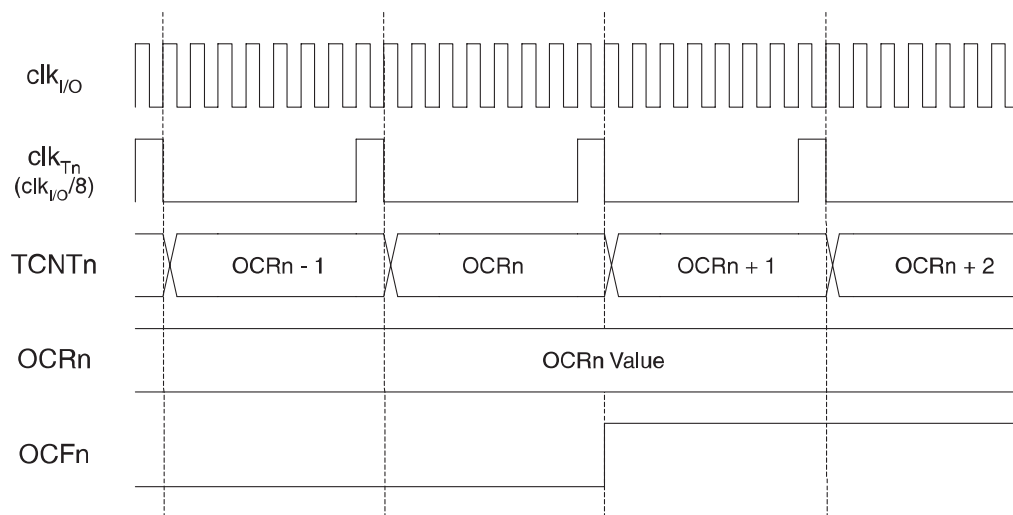 clkI/O
clkTn
(clkI/O/8)
TCNTn OCRn - 1 OCRn OCRn + 1 OCRn + 2
OCRn OCRn Value
OCFn